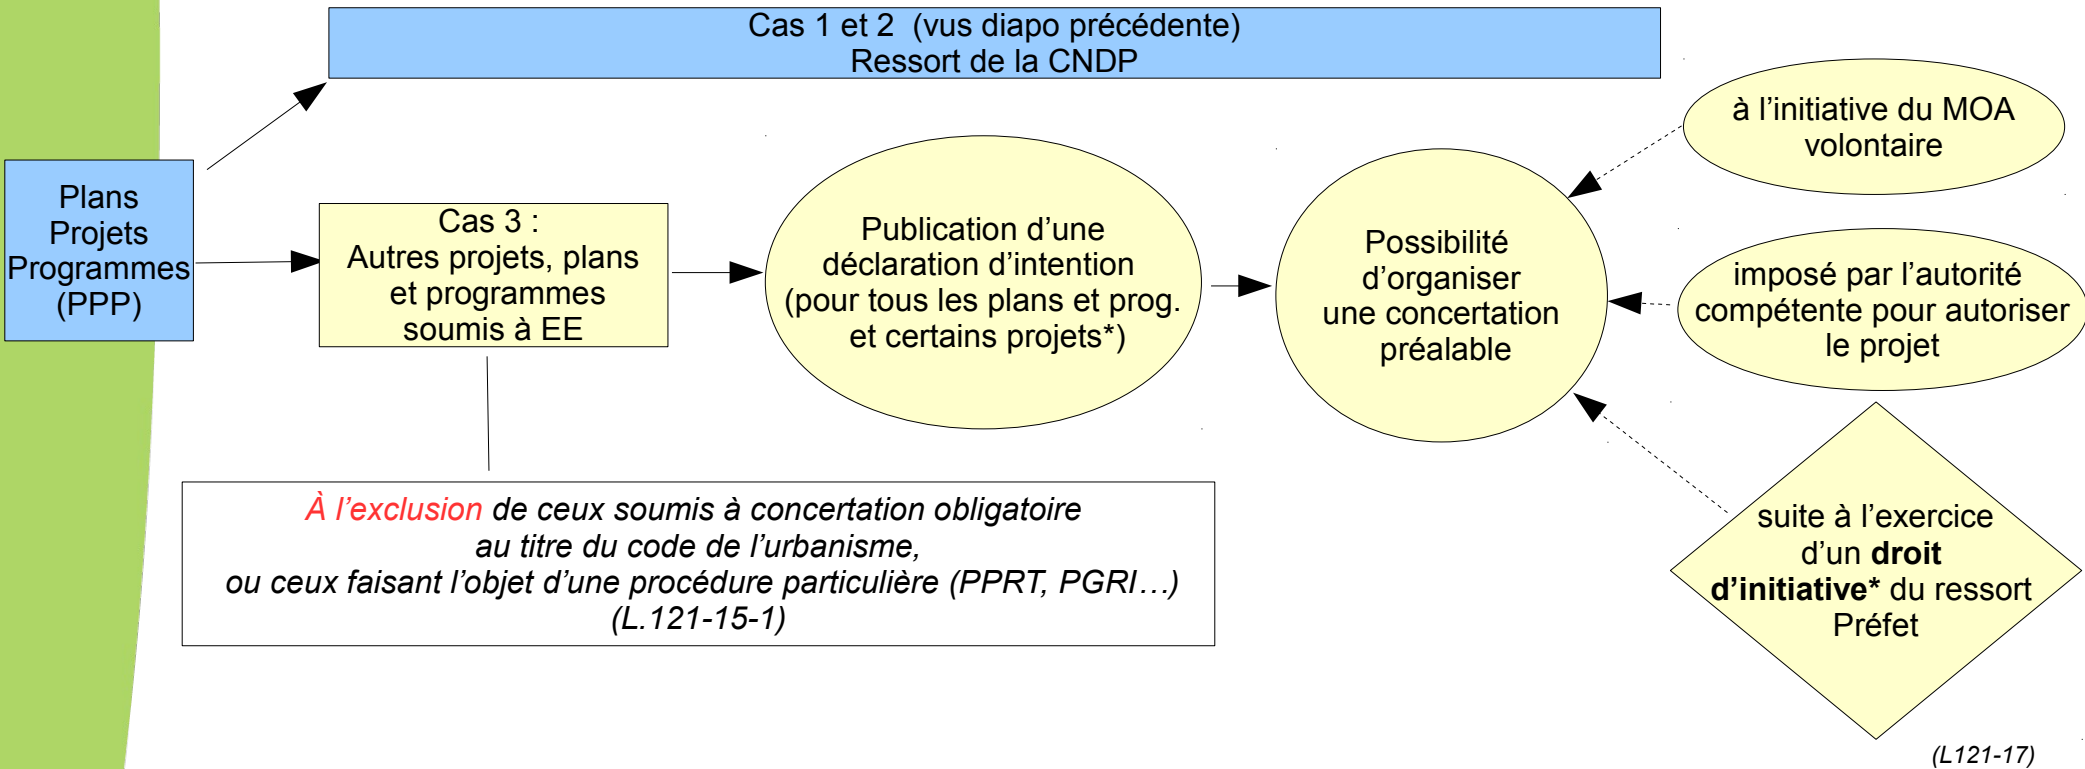 Cas 1 et 2 (vus diapo précédente)
Ressort de la CNDP
Plans
Projets
Programmes
(PPP)
Cas 3 :
Autres projets, plans
et programmes
soumis à EE
Publication d’une
déclaration d’intention
(pour tous les plans et prog.
et certains projets*)
Possibilité
d’organiser
une concertation
préalable
à l’initiative du MOA
volontaire
imposé par l’autorité
compétente pour autoriser
le projet
suite à l’exercice
d’un droit
d’initiative* du ressort
Préfet
À l’exclusion de ceux soumis à concertation obligatoire
au titre du code de l’urbanisme,
ou ceux faisant l’objet d’une procédure particulière (PPRT, PGRI…)
(L.121-15-1)
(L121-17)